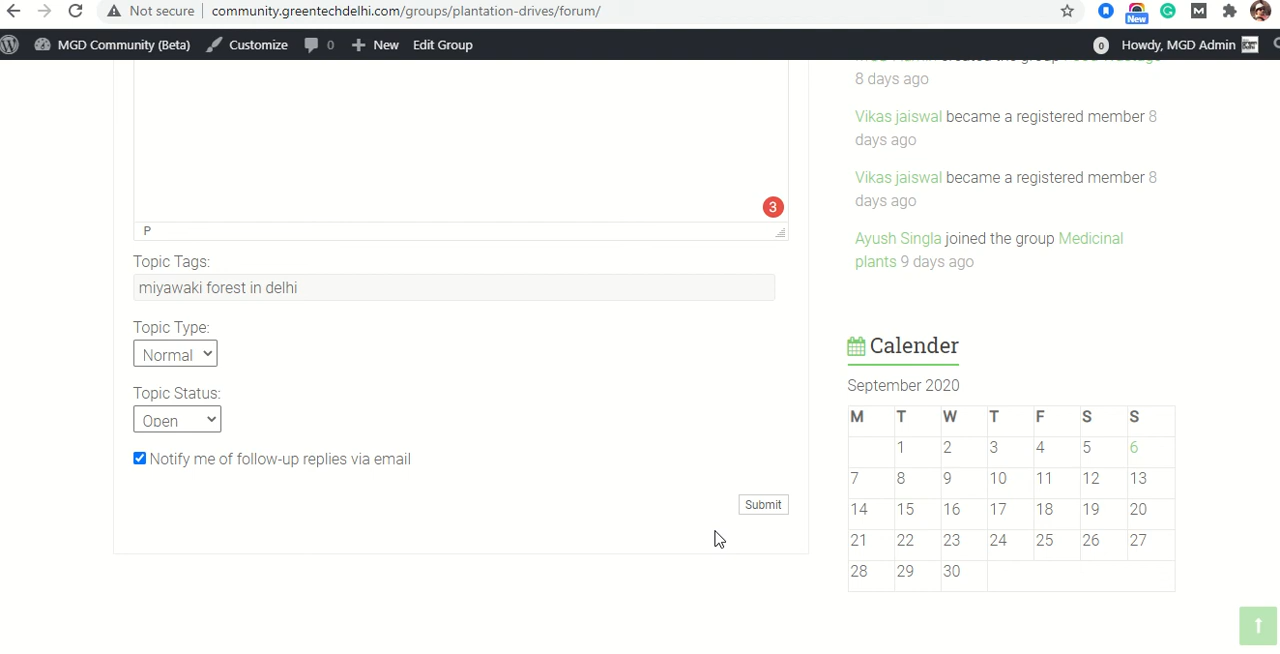 Not secure community.greentechdelhi.com/groups/plantation-drives/forum/
New
MGD Community (Beta) Customize 0 New Edit Group
0 Howdy, MGD Admin
8 days ago
Vikas jaiswal became a registered member 8
days ago
Vikas jaiswal became a registered member 8
days ago
Ayush Singla joined the group Medicinal
plants 9 days ago
3
P
Topic Tags:
miyawaki forest in delhi
Topic Type:
Normal
Topic Status:
Open
Notify me of follow-up replies via email
Submit
Calender
September 2020
M T W T F S S
1 2 3 4 5 6
7 8 9 10 11 12 13
14 15 16 17 18 19 20
21 22 23 24 25 26 27
28 29 30